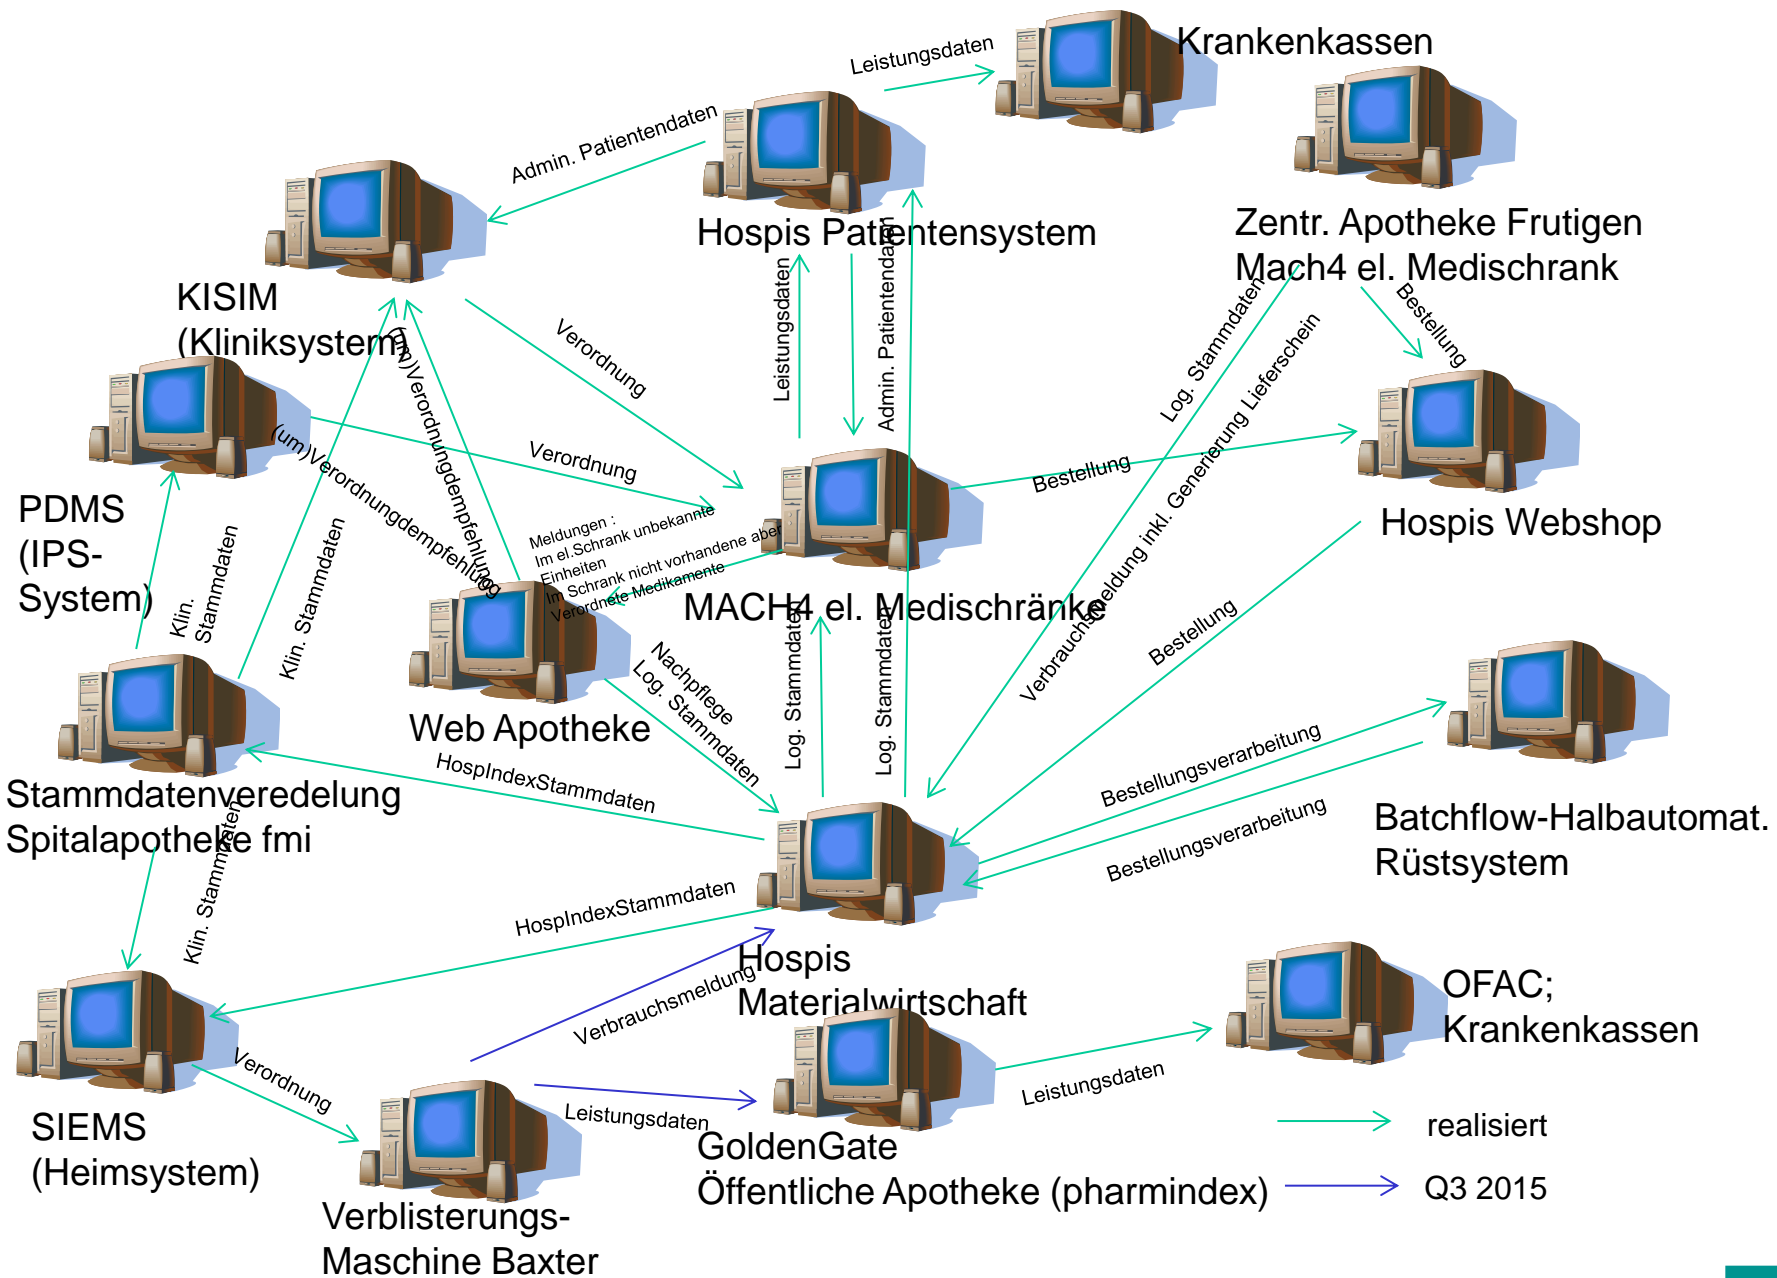 Krankenkassen
Leistungsdaten
Admin. Patientendaten
Hospis Patientensystem
Zentr. Apotheke Frutigen
Mach4 el. Medischrank
KISIM
(Kliniksystem)
Leistungsdaten
Admin. Patientendaten
Log. Stammdaten
Bestellung
Verordnung
(um)Verordnungdempfehlung
(um)Verordnungdempfehlungg
Verordnung
Bestellung
Verbrauchsmeldung inkl. Generierung Lieferschein
Hospis Webshop
PDMS
(IPS-
System)
Klin.
Stammdaten
Klin. Stammdaten
Meldungen :
Im el.Schrank unbekannte
Einheiten
Im Schrank nicht vorhandene aber
Verordnete Medikamente
MACH4 el. Medischränke
Bestellung
Web Apotheke
Nachpflege
Log. Stammdaten
Log. Stammdaten
Log. Stammdaten
HospIndexStammdaten
Stammdatenveredelung
Spitalapotheke fmi
Bestellungsverarbeitung
Bestellungsverarbeitung
Batchflow-Halbautomat.
Rüstsystem
Klin. Stammdaten
HospIndexStammdaten
Hospis
Materialwirtschaft
Verbrauchsmeldung
OFAC;
Krankenkassen
Verordnung
Leistungsdaten
Leistungsdaten
SIEMS
(Heimsystem)
GoldenGate
Öffentliche Apotheke (pharmindex)
realisiert
Q3 2015
Verblisterungs-
Maschine Baxter